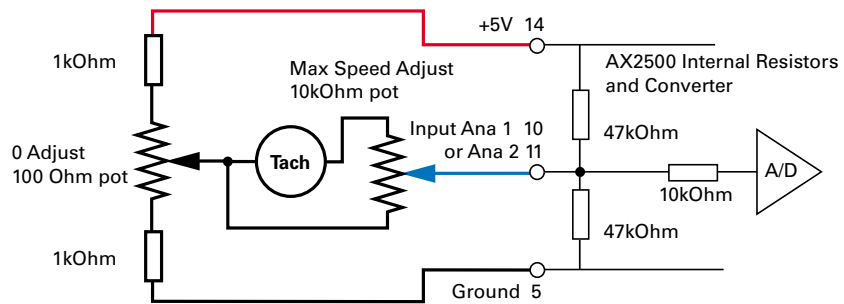 +5V 14
1kOhm
AX2500 Internal Resistors
and Converter
Max Speed Adjust
10kOhm pot
Input Ana 1 10
or Ana 2 11
47kOhm
0 Adjust
100 Ohm pot
Tach
A/D
10kOhm
47kOhm
1kOhm
Ground 5